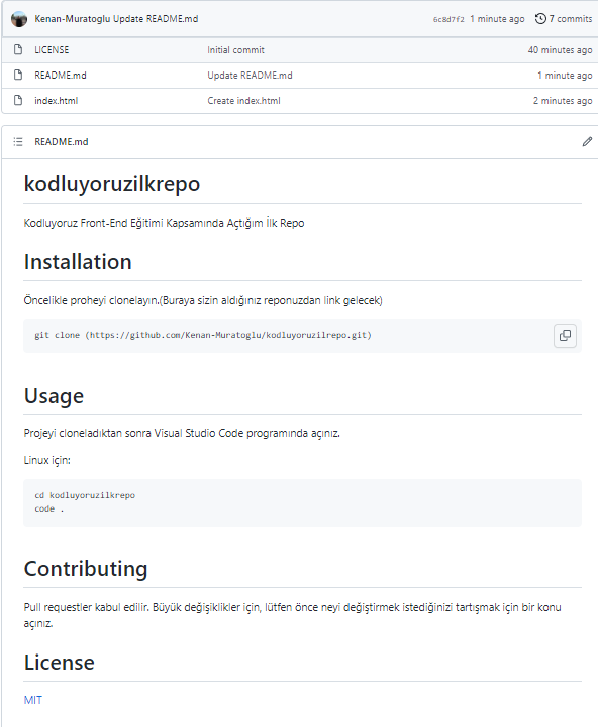 Kenan-Muratoglu Update README.md 6c8d7f2 1 minute ago 7 commits
LICENSE Initial commit 40 minutes ago
README.md Update README.md 1 minute ago
index.html Create index.html 2 minutes ago
README.md
kodluyoruzilkrepo
Kodluyoruz Front-End Eğitimi Kapsamında Açtığım İlk Repo
Installation
Öncelikle proheyi clonelayın.(Buraya sizin aldığınız reponuzdan link gelecek)
git clone (https://github.com/Kenan-Muratoglu/kodluyoruzilrepo.git)
Usage
Projeyi cloneladıktan sonra Visual Studio Code programında açınız.
Linux için:
cd kodluyoruzilkrepo
code .
Contributing
Pull requestler kabul edilir. Büyük değişiklikler için, lütfen önce neyi değiştirmek istediğinizi tartışmak için bir konu
açınız.
License
MIT